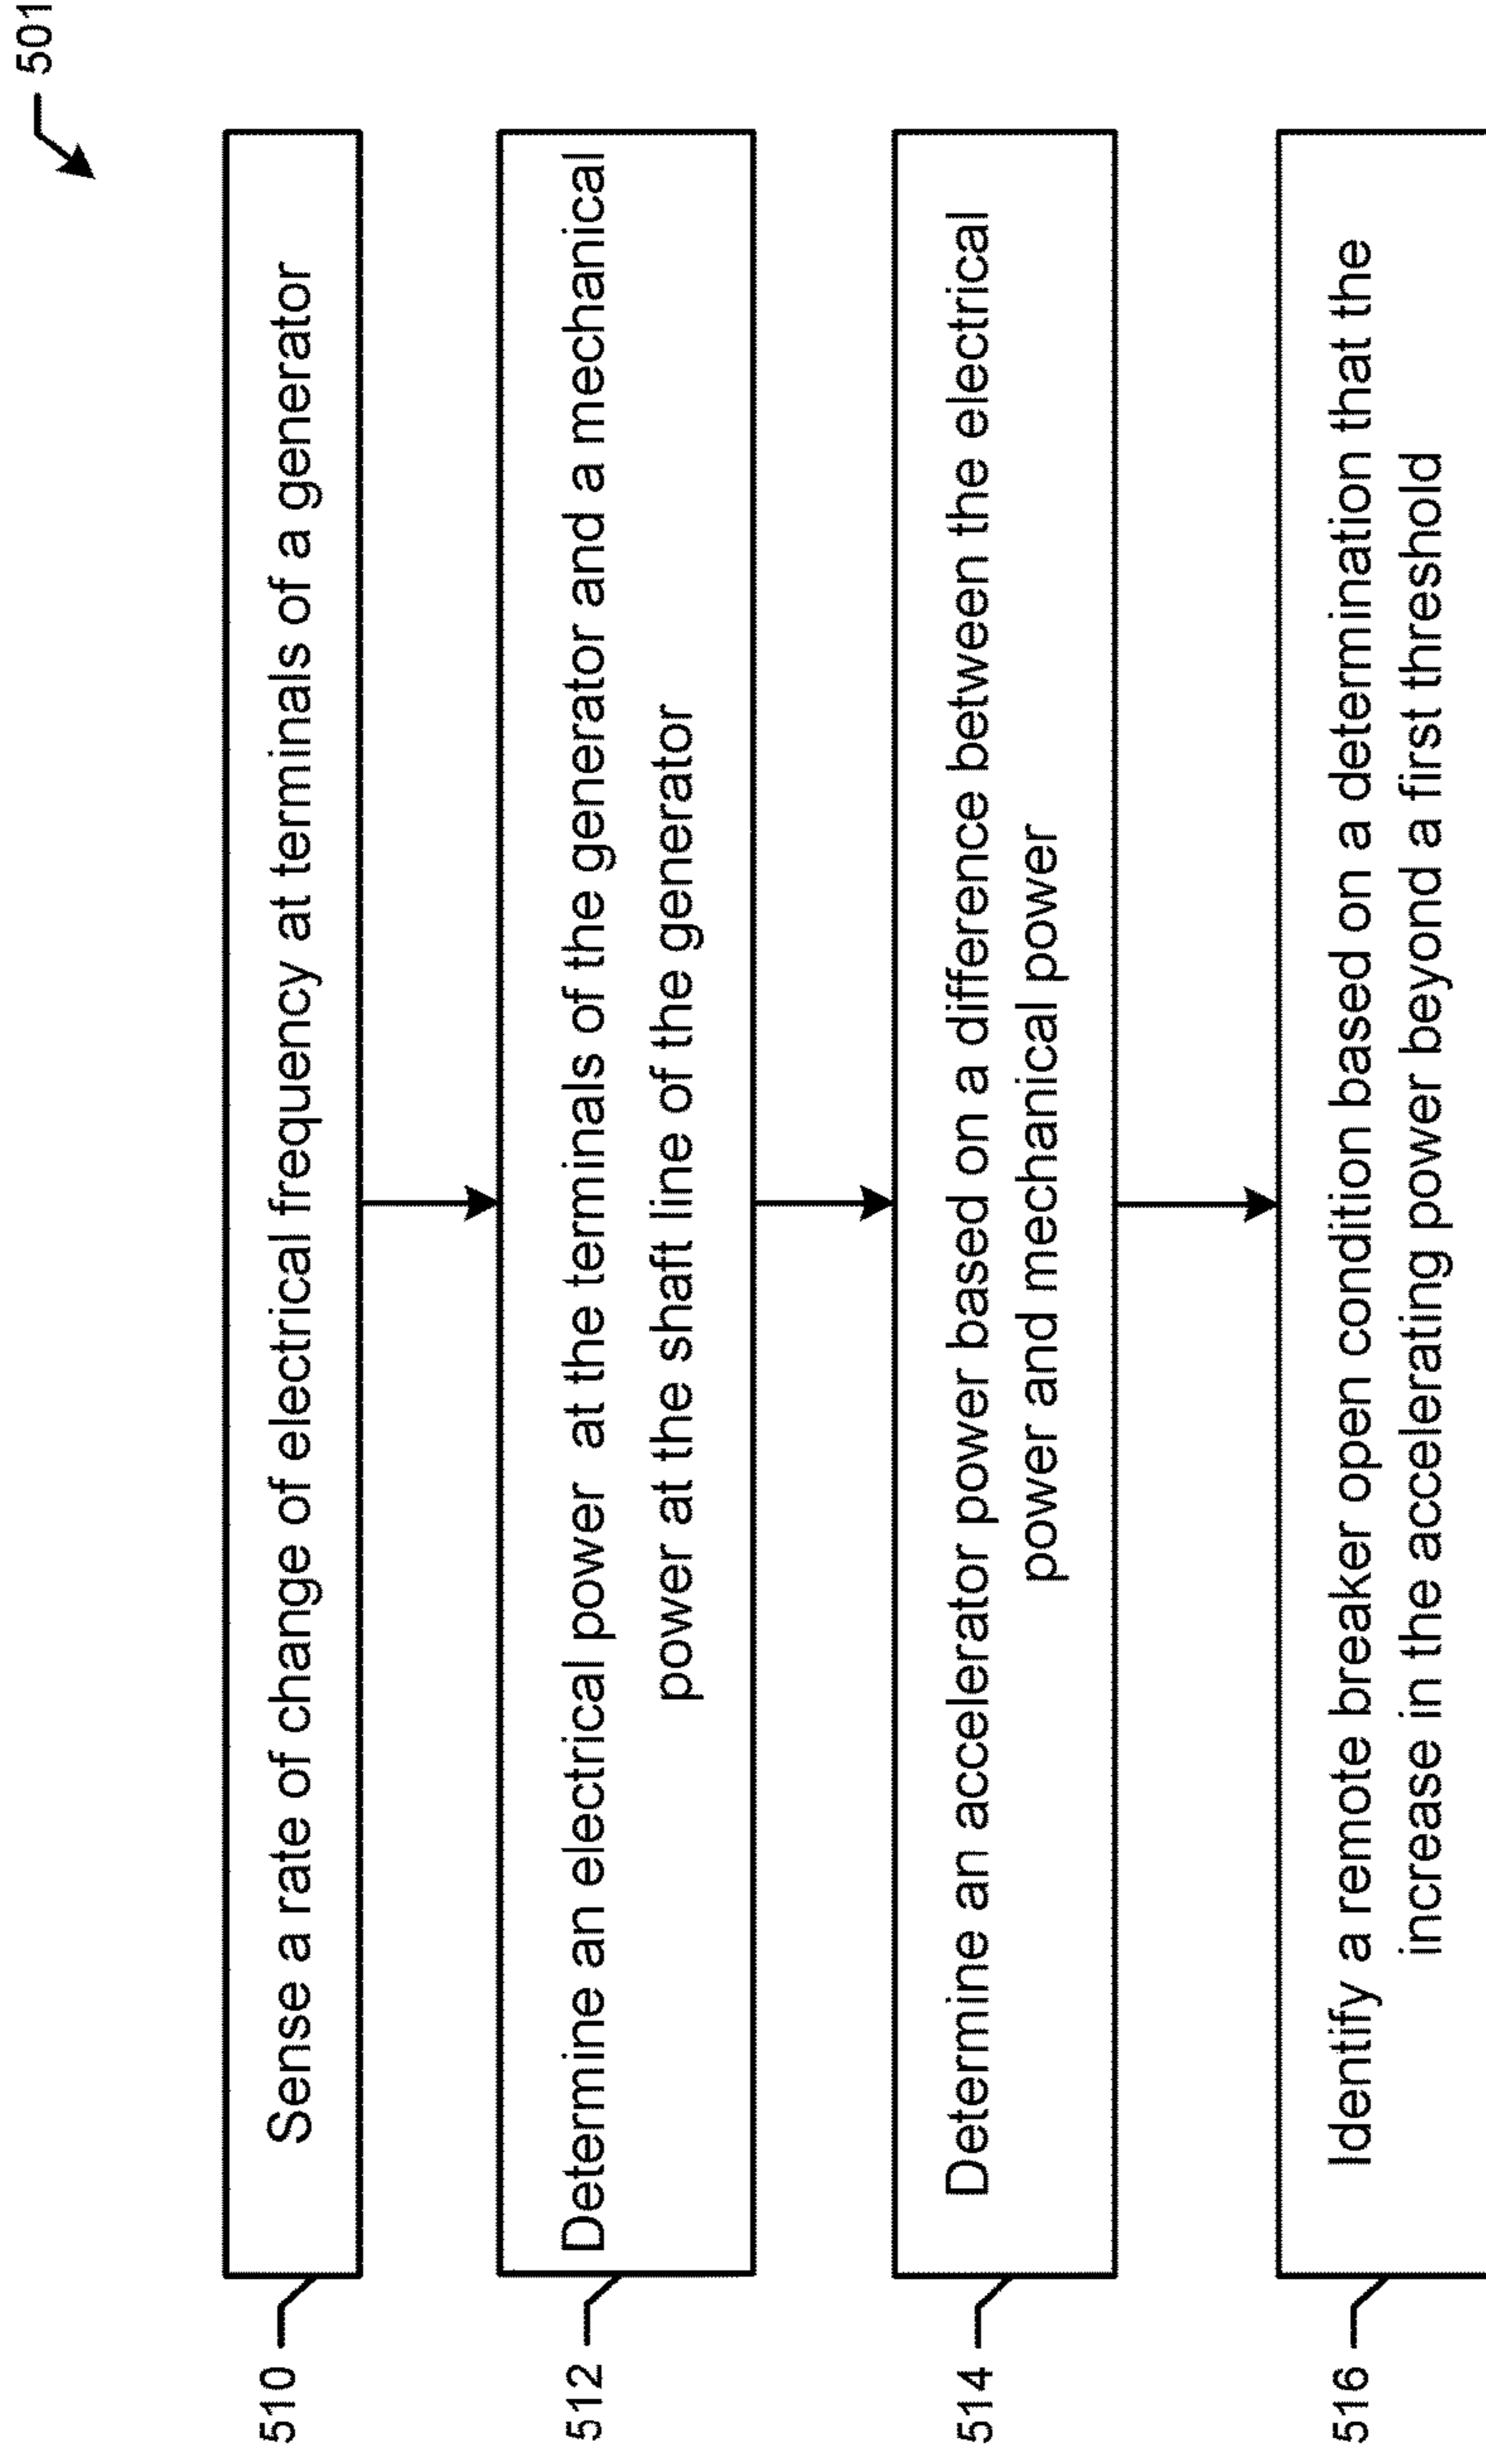 501
510
Sense a rate of change of electrical frequency at terminals of a generator
512
Determine an electrical power at the terminals of the generator and a mechanical
power at the shaft line of the generator
514
Determine an accelerator power based on a difference between the electrical
power and mechanical power
516
Identify a remote breaker open condition based on a determination that the
increase in the accelerating power beyond a first threshold